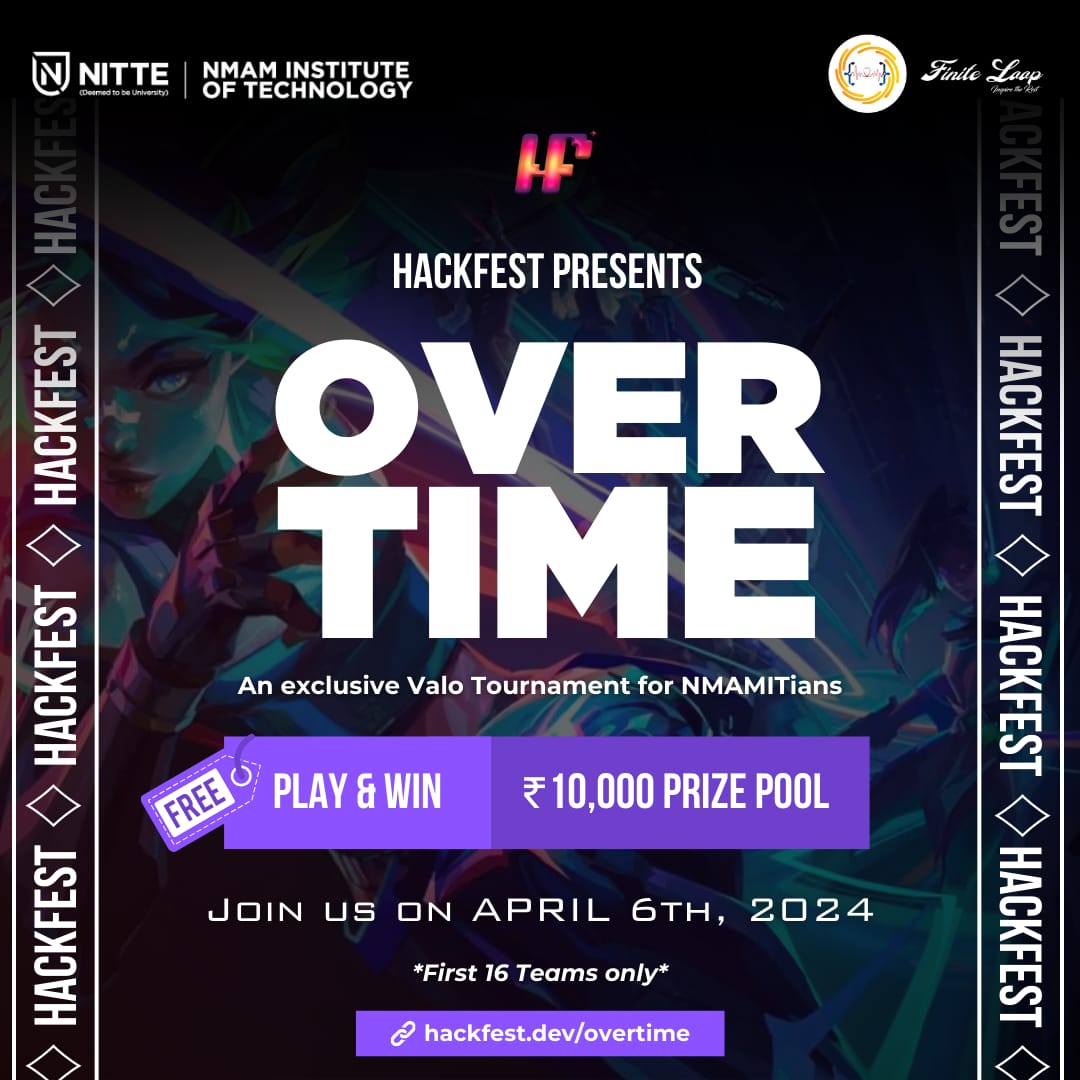 NITTE
(Deemed to be University)
NMAM INSTITUTE
OF TECHNOLOGY
Finite Loop
Inspire the Rest
HF
HACKFEST PRESENTS
OVER
TIME
An exclusive Valo Tournament for NMAMITians
FREE
PLAY & WIN
₹10,000 PRIZE POOL
JOIN US ON APRIL 6TH, 2024
*First 16 Teams only*
hackfest.dev/overtime
HACKFEST
HACKFEST
HACKFEST
HACKFEST
HACKFEST
HACKFEST
HACKFEST
HACKFEST